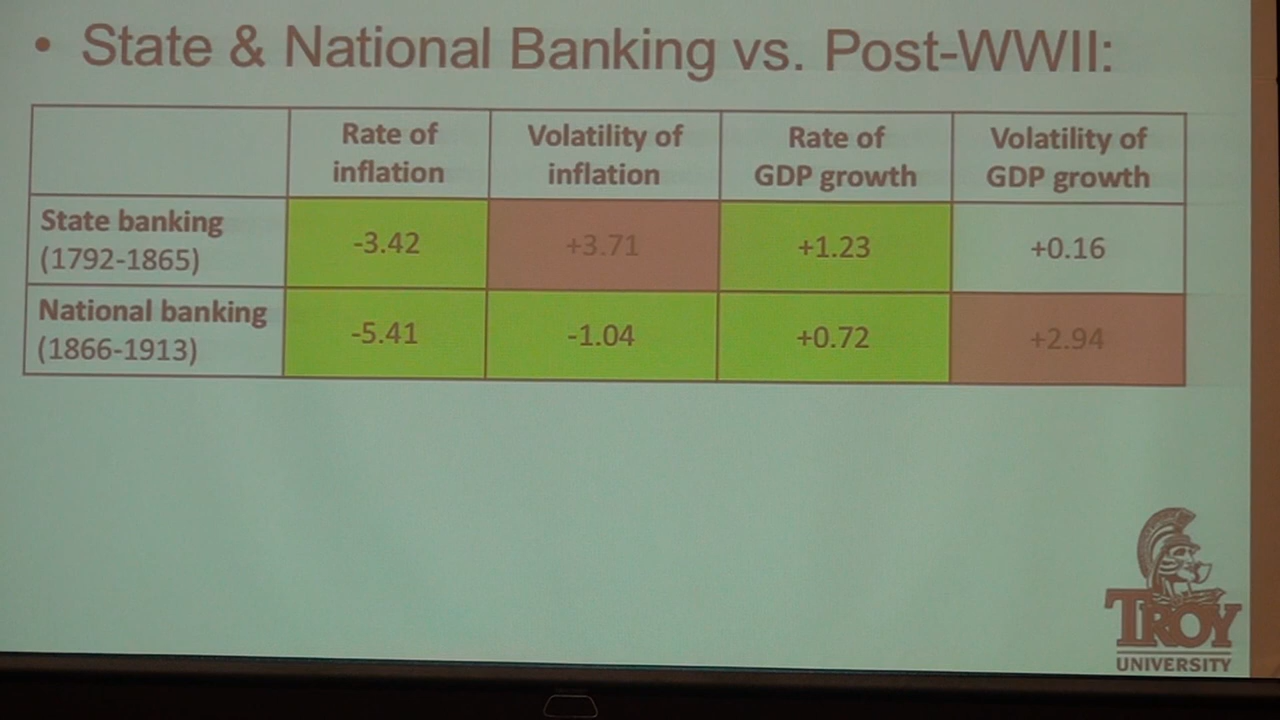 • State & National Banking vs. Post-WWII:
Rate of inflation | Volatility of inflation | Rate of GDP growth | Volatility of GDP growth
State banking (1792-1865) | -3.42 | +3.71 | +1.23 | +0.16
National banking (1866-1913) | -5.41 | -1.04 | +0.72 | +2.94
TROY
UNIVERSITY